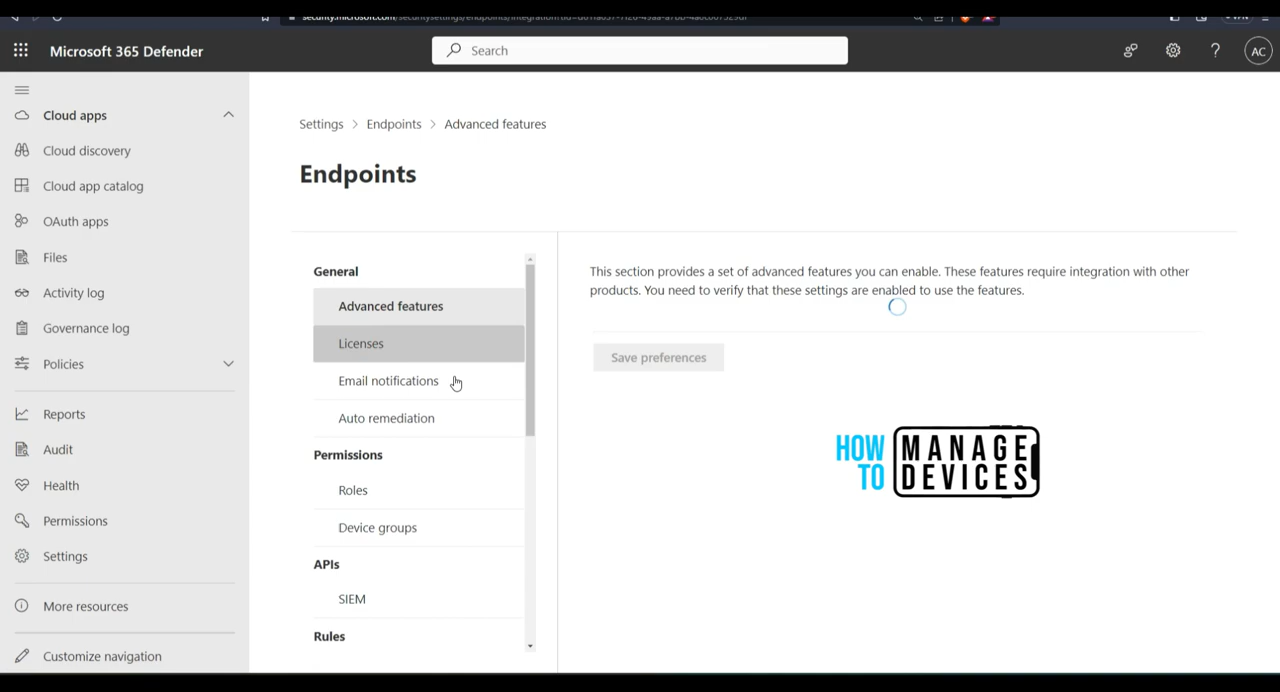 Microsoft 365 Defender
Search
?
AC
Cloud apps
Cloud discovery
Cloud app catalog
OAuth apps
Files
Activity log
Governance log
Policies
Reports
Audit
Health
Permissions
Settings
More resources
Customize navigation
Settings > Endpoints > Advanced features
Endpoints
General
Advanced features
Licenses
Email notifications
Auto remediation
Permissions
Roles
Device groups
APIs
SIEM
Rules
This section provides a set of advanced features you can enable. These features require integration with other
products. You need to verify that these settings are enabled to use the features.
Save preferences
HOW MANAGE
TO DEVICES